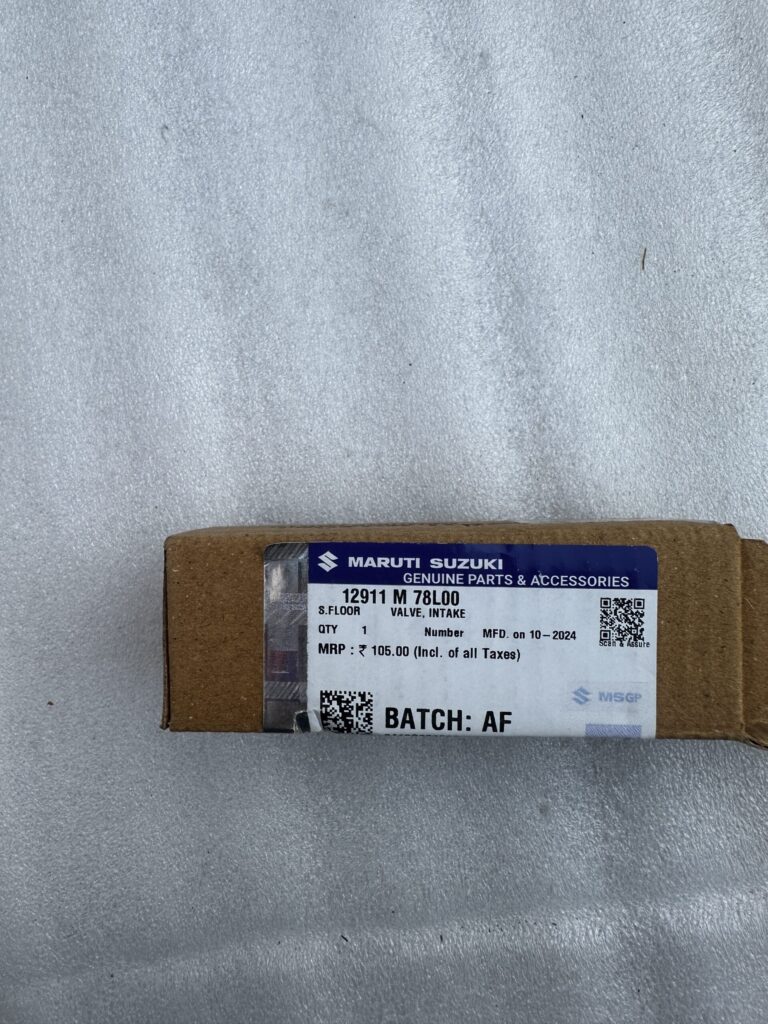 MARUTI SUZUKI
GENUINE PARTS & ACCESSORIES
12911 M 78L00
S.FLOOR VALVE, INTAKE
QTY 1 Number MFD. on 10-2024
Scan & Assure
MRP : ₹ 105.00 (Incl. of all Taxes)
MSGP
BATCH: AF